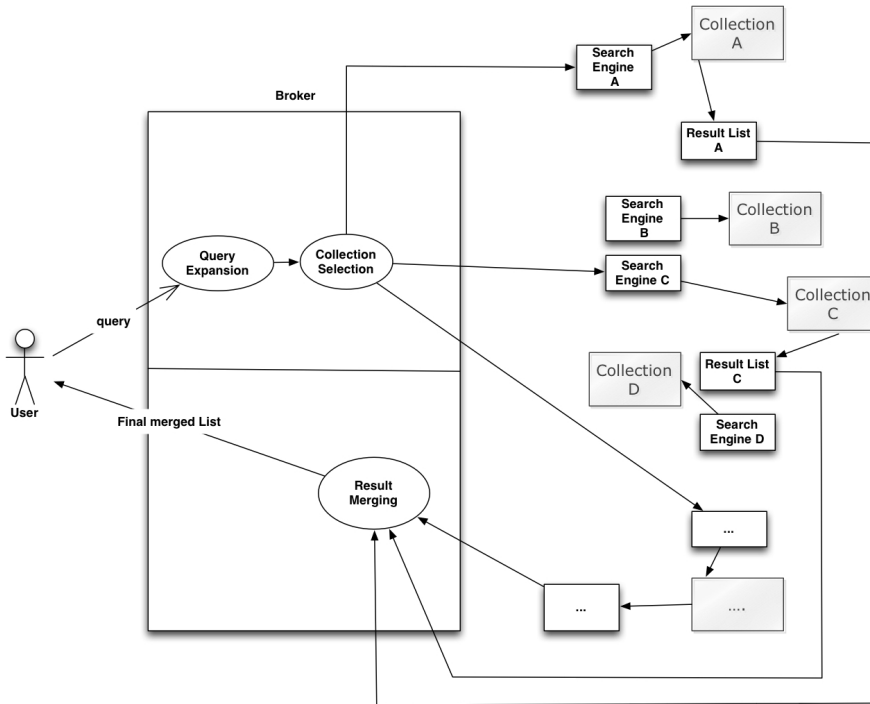 Collection
A
Search
Engine
A
Broker
Result List
A
Search
Engine
B
Collection
B
Query
Expansion
Collection
Selection
Search
Engine C
Collection
C
query
User
Result List
C
Collection
D
Search
Engine D
Final merged List
Result
Merging
...
...
....